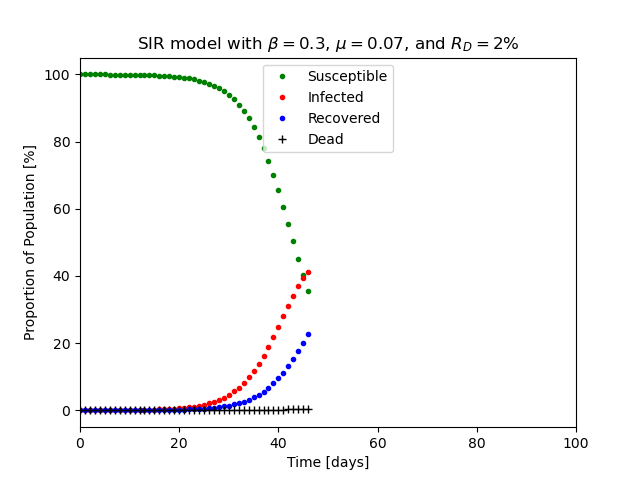 SIR model with β = 0.3, μ = 0.07, and R_D = 2%
100
80
60
40
20
0
Proportion of Population [%]
Susceptible
Infected
Recovered
Dead
0 20 40 60 80 100
Time [days]